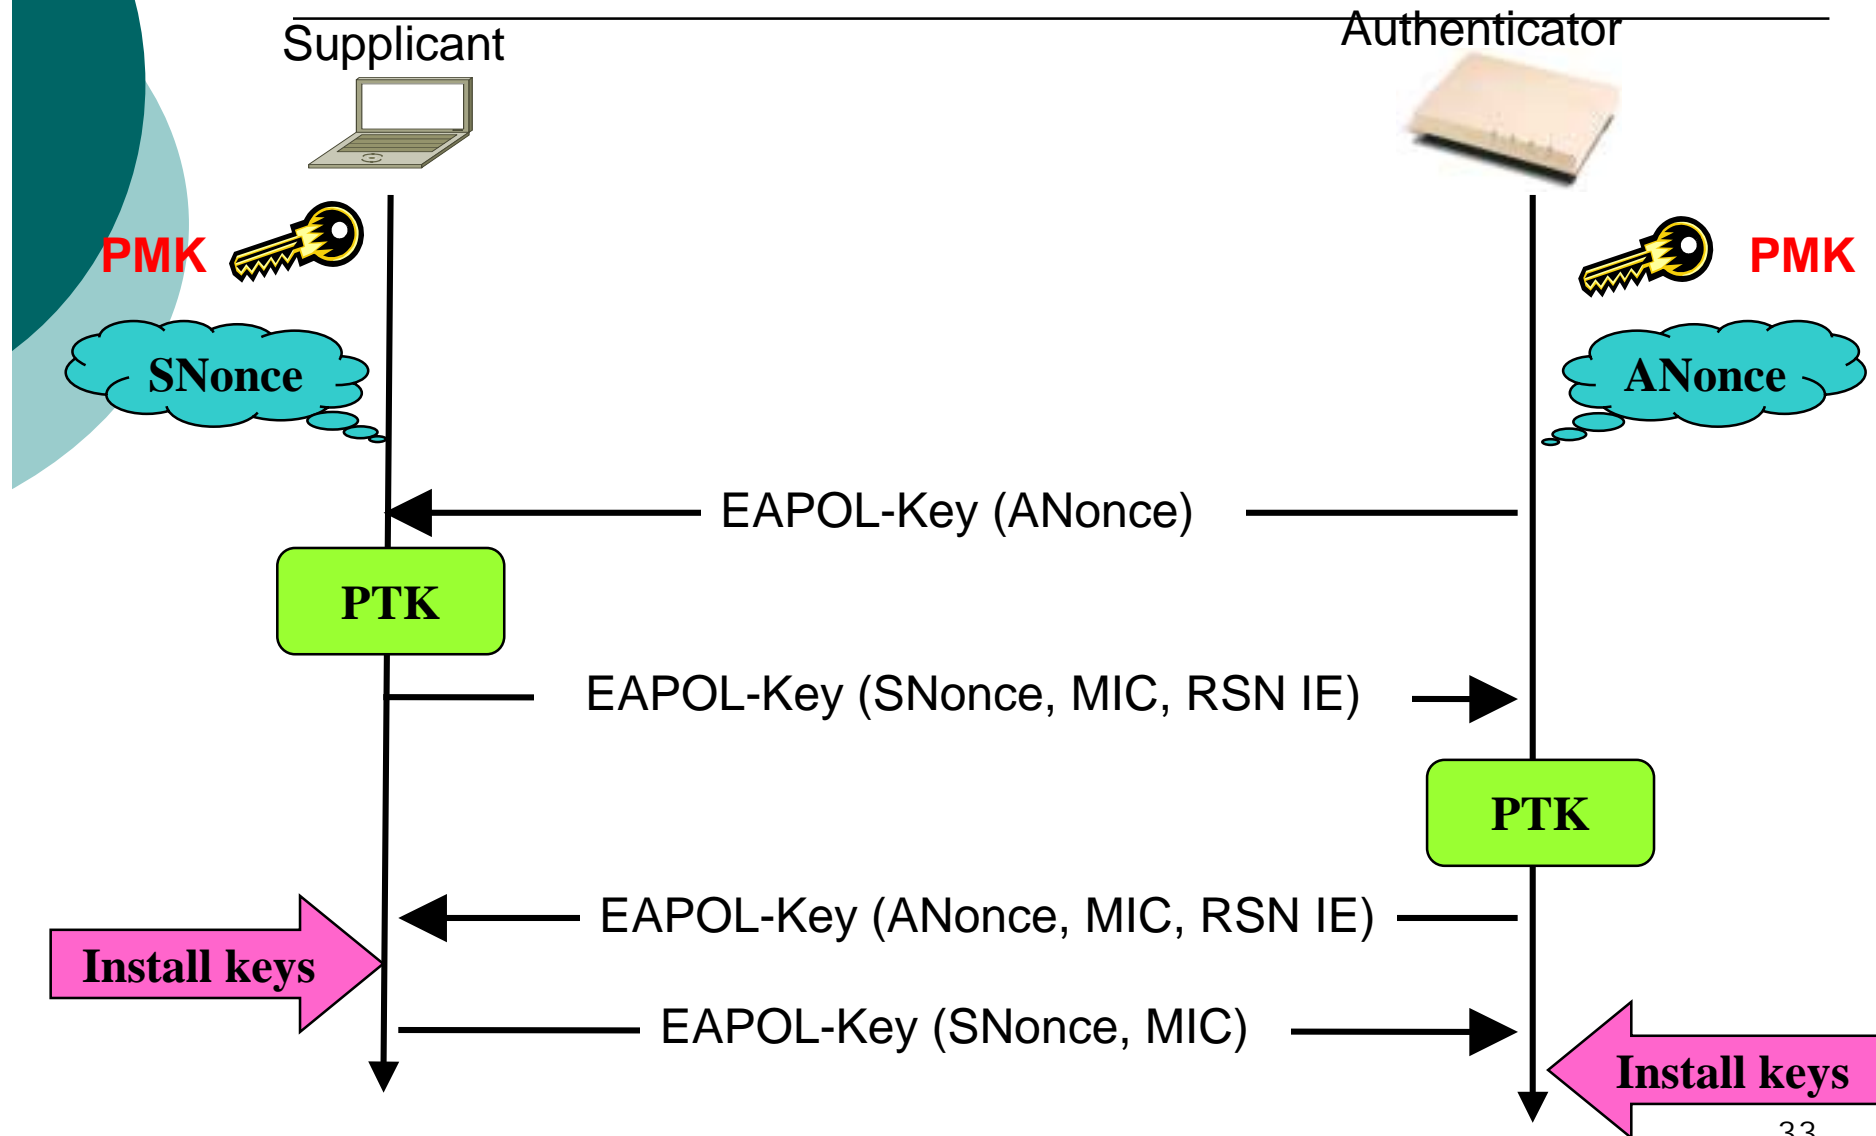 Supplicant
Authenticator
PMK
PMK
SNonce
ANonce
EAPOL-Key (ANonce)
PTK
EAPOL-Key (SNonce, MIC, RSN IE)
PTK
EAPOL-Key (ANonce, MIC, RSN IE)
Install keys
EAPOL-Key (SNonce, MIC)
Install keys
33